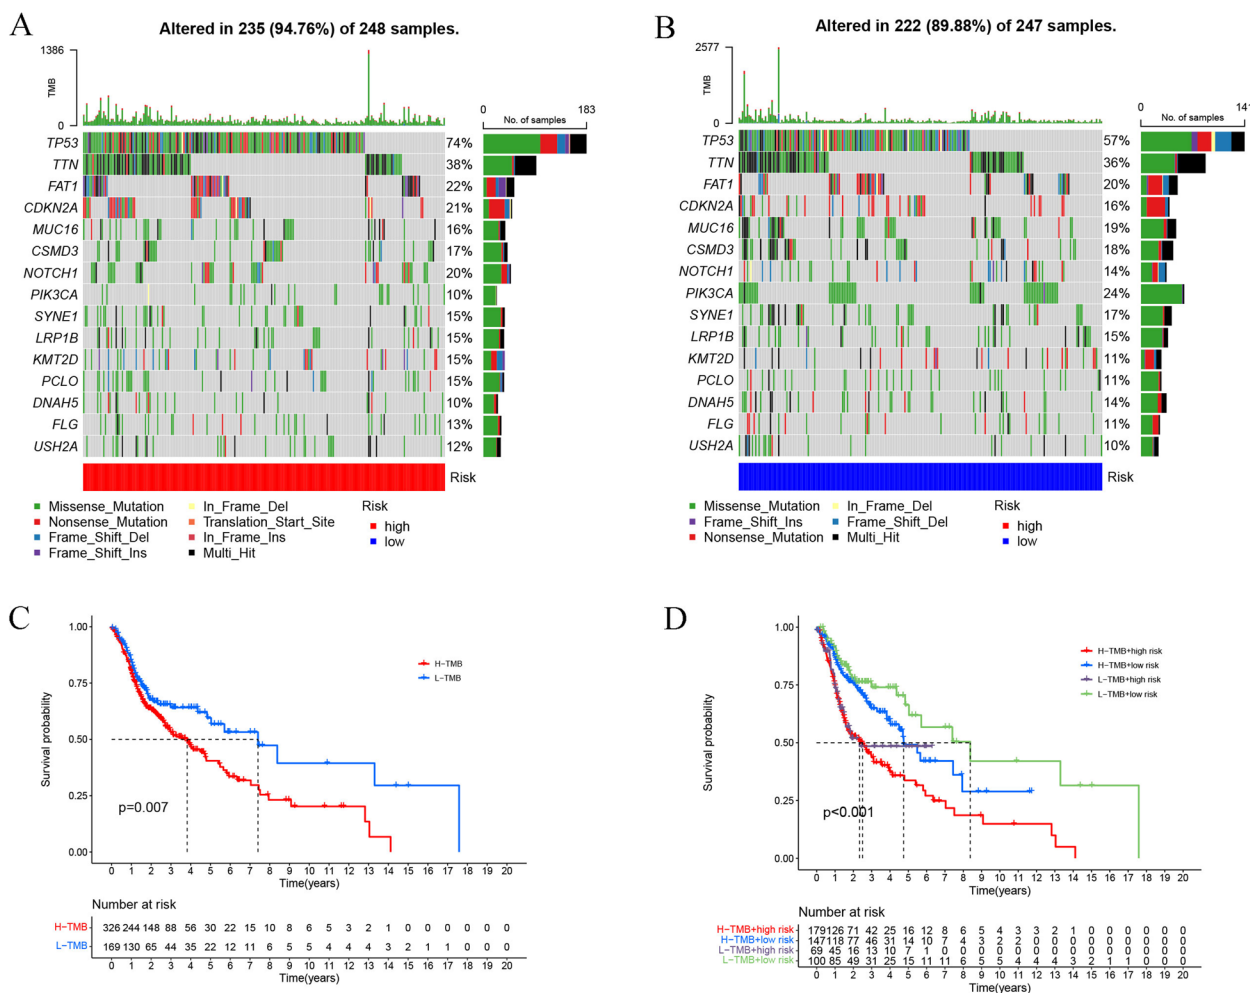 A
Altered in 235 (94.76%) of 248 samples.
1386
TMB
0
0 183
No. of samples
TP53 74%
TTN 38%
FAT1 22%
CDKN2A 21%
MUC16 16%
CSMD3 17%
NOTCH1 20%
PIK3CA 10%
SYNE1 15%
LRP1B 15%
KMT2D 15%
PCLO 15%
DNAH5 10%
FLG 13%
USH2A 12%
Risk
Missense_Mutation In_Frame_Del Risk
Nonsense_Mutation Translation_Start_Site high
Frame_Shift_Del In_Frame_Ins low
Frame_Shift_Ins Multi_Hit
B
Altered in 222 (89.88%) of 247 samples.
2577
TMB
0
0 141
No. of samples
TP53 57%
TTN 36%
FAT1 20%
CDKN2A 16%
MUC16 19%
CSMD3 18%
NOTCH1 14%
PIK3CA 24%
SYNE1 17%
LRP1B 15%
KMT2D 11%
PCLO 11%
DNAH5 14%
FLG 11%
USH2A 10%
Risk
Missense_Mutation In_Frame_Del Risk
Frame_Shift_Ins Frame_Shift_Del high
Nonsense_Mutation Multi_Hit low
C
Survival probability
1.00
0.75
0.50
0.25
0.00
H-TMB
L-TMB
p=0.007
0 1 2 3 4 5 6 7 8 9 10 11 12 13 14 15 16 17 18 19 20
Time(years)
Number at risk
H-TMB 326 244 148 88 56 30 22 15 10 8 6 5 3 2 1 0 0 0 0 0 0
L-TMB 169 130 65 44 35 22 12 11 6 5 5 4 4 4 3 2 1 1 0 0 0
0 1 2 3 4 5 6 7 8 9 10 11 12 13 14 15 16 17 18 19 20
Time(years)
D
Survival probability
1.00
0.75
0.50
0.25
0.00
H-TMB+high risk
H-TMB+low risk
L-TMB+high risk
L-TMB+low risk
p<0.001
0 1 2 3 4 5 6 7 8 9 10 11 12 13 14 15 16 17 18 19 20
Time(years)
Number at risk
H-TMB+high risk 179 126 71 42 25 16 12 8 6 5 4 3 3 2 1 0 0 0 0 0 0
H-TMB+low risk 147 118 77 46 31 14 10 7 4 3 2 2 0 0 0 0 0 0 0 0 0
L-TMB+high risk 69 45 16 13 10 7 1 0 0 0 0 0 0 0 0 0 0 0 0 0 0
L-TMB+low risk 100 85 49 31 25 15 11 11 6 5 5 4 4 4 3 2 1 1 0 0 0
0 1 2 3 4 5 6 7 8 9 10 11 12 13 14 15 16 17 18 19 20
Time(years)